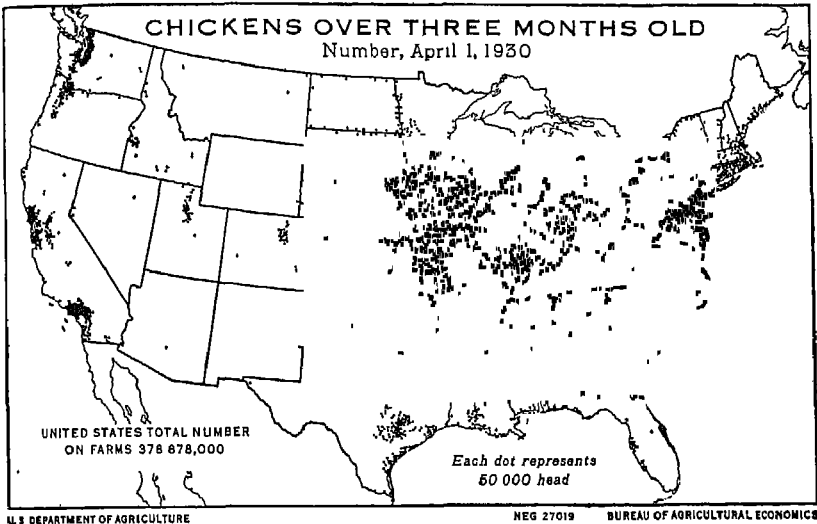 CHICKENS OVER THREE MONTHS OLD
Number, April 1, 1930
UNITED STATES TOTAL NUMBER
ON FARMS 378 878,000
Each dot represents
50 000 head
U.S DEPARTMENT OF AGRICULTURE
NEG 27019
BUREAU OF AGRICULTURAL ECONOMICS